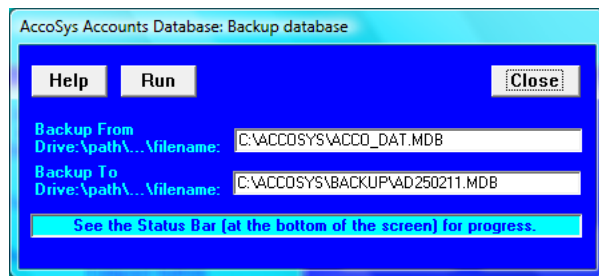 AccoSys Accounts Database: Backup database
Help Run Close
Backup From
Drive:\path\...\filename: C:\ACCOSYS\ACCO_DAT.MDB
Backup To
Drive:\path\...\filename: C:\ACCOSYS\BACKUP\AD250211.MDB
See the Status Bar (at the bottom of the screen) for progress.